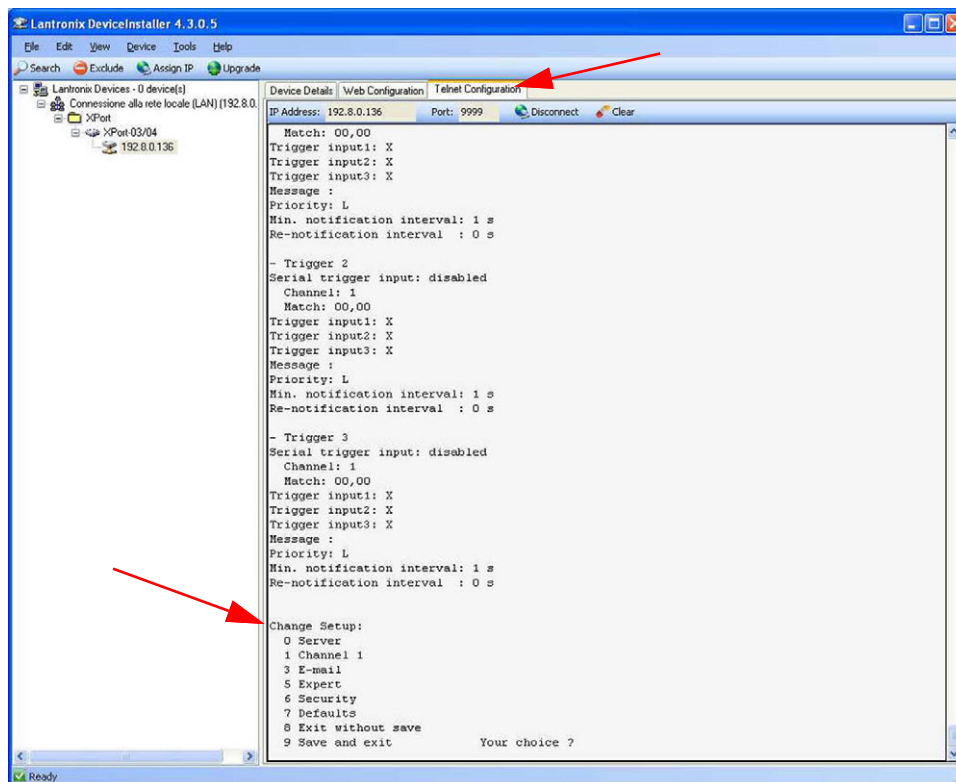 Lantronix DeviceInstaller 4.3.0.5
File Edit View Device Tools Help
Search Exclude Assign IP Upgrade
Lantronix Devices - 0 device(s)
Connessione alla rete locale (LAN) (192.8.0.
XPort
XPort-03/04
192.8.0.136
Device Details Web Configuration Telnet Configuration
IP Address: 192.8.0.136 Port: 9999 Disconnect Clear
Match: 00,00
Trigger input1: X
Trigger input2: X
Trigger input3: X
Message :
Priority: L
Min. notification interval: 1 s
Re-notification interval : 0 s
- Trigger 2
Serial trigger input: disabled
Channel: 1
Match: 00,00
Trigger input1: X
Trigger input2: X
Trigger input3: X
Message :
Priority: L
Min. notification interval: 1 s
Re-notification interval : 0 s
- Trigger 3
Serial trigger input: disabled
Channel: 1
Match: 00,00
Trigger input1: X
Trigger input2: X
Trigger input3: X
Message :
Priority: L
Min. notification interval: 1 s
Re-notification interval : 0 s
Change Setup:
0 Server
1 Channel 1
3 E-mail
5 Expert
6 Security
7 Defaults
8 Exit without save
9 Save and exit Your choice ?
Ready